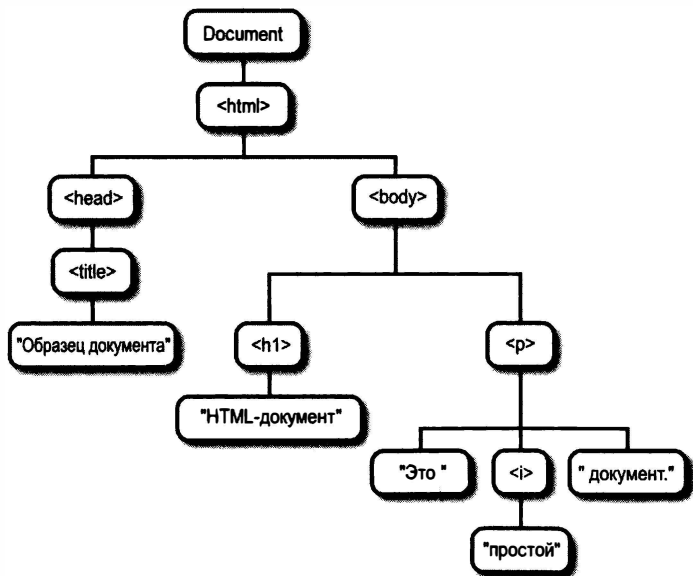 Document
<html>
<head>
<body>
<title>
"Образец документа"
<h1>
<p>
"HTML-документ"
"Это "
<i>
" документ."
"простой"